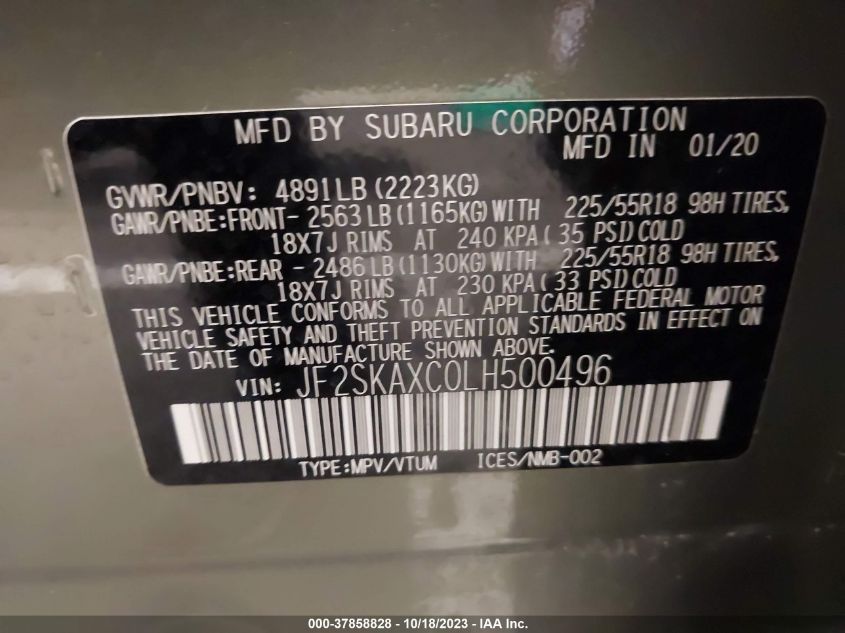 MFD BY SUBARU CORPORATION
MFD IN 01/20
GVWR/PNBV: 4891LB (2223KG)
GAWR/PNBE:FRONT- 2563LB (1165KG) WITH 225/55R18 98H TIRES,
18X7J RIMS AT 240 KPA( 35 PSI) COLD
GAWR/PNBE:REAR - 2486LB (1130KG) WITH 225/55R18 98H TIRES,
18X7J RIMS AT 230 KPA( 33 PSI) COLD
THIS VEHICLE CONFORMS TO ALL APPLICABLE FEDERAL MOTOR
VEHICLE SAFETY AND THEFT PREVENTION STANDARDS IN EFFECT ON
THE DATE OF MANUFACTURE SHOWN ABOVE.
VIN: JF2SKAXC0LH500496
TYPE:MPV/VTUM ICES/NMB-002
000-37858828 - 10/18/2023 - IAA Inc.